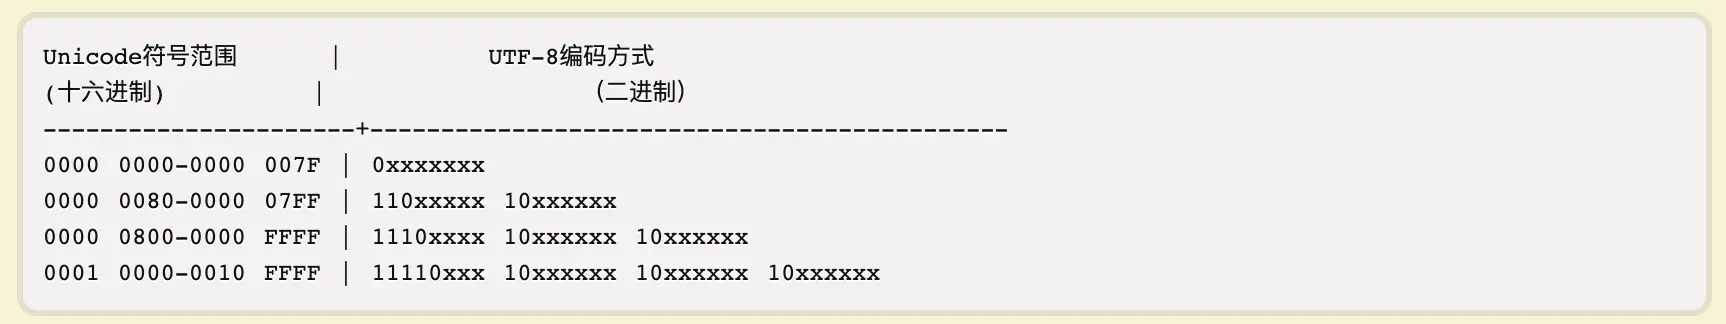 Unicode符号范围 | UTF-8编码方式
(十六进制) | （二进制）
----------------------+---------------------------------------------
0000 0000-0000 007F | 0xxxxxxx
0000 0080-0000 07FF | 110xxxxx 10xxxxxx
0000 0800-0000 FFFF | 1110xxxx 10xxxxxx 10xxxxxx
0001 0000-0010 FFFF | 11110xxx 10xxxxxx 10xxxxxx 10xxxxxx